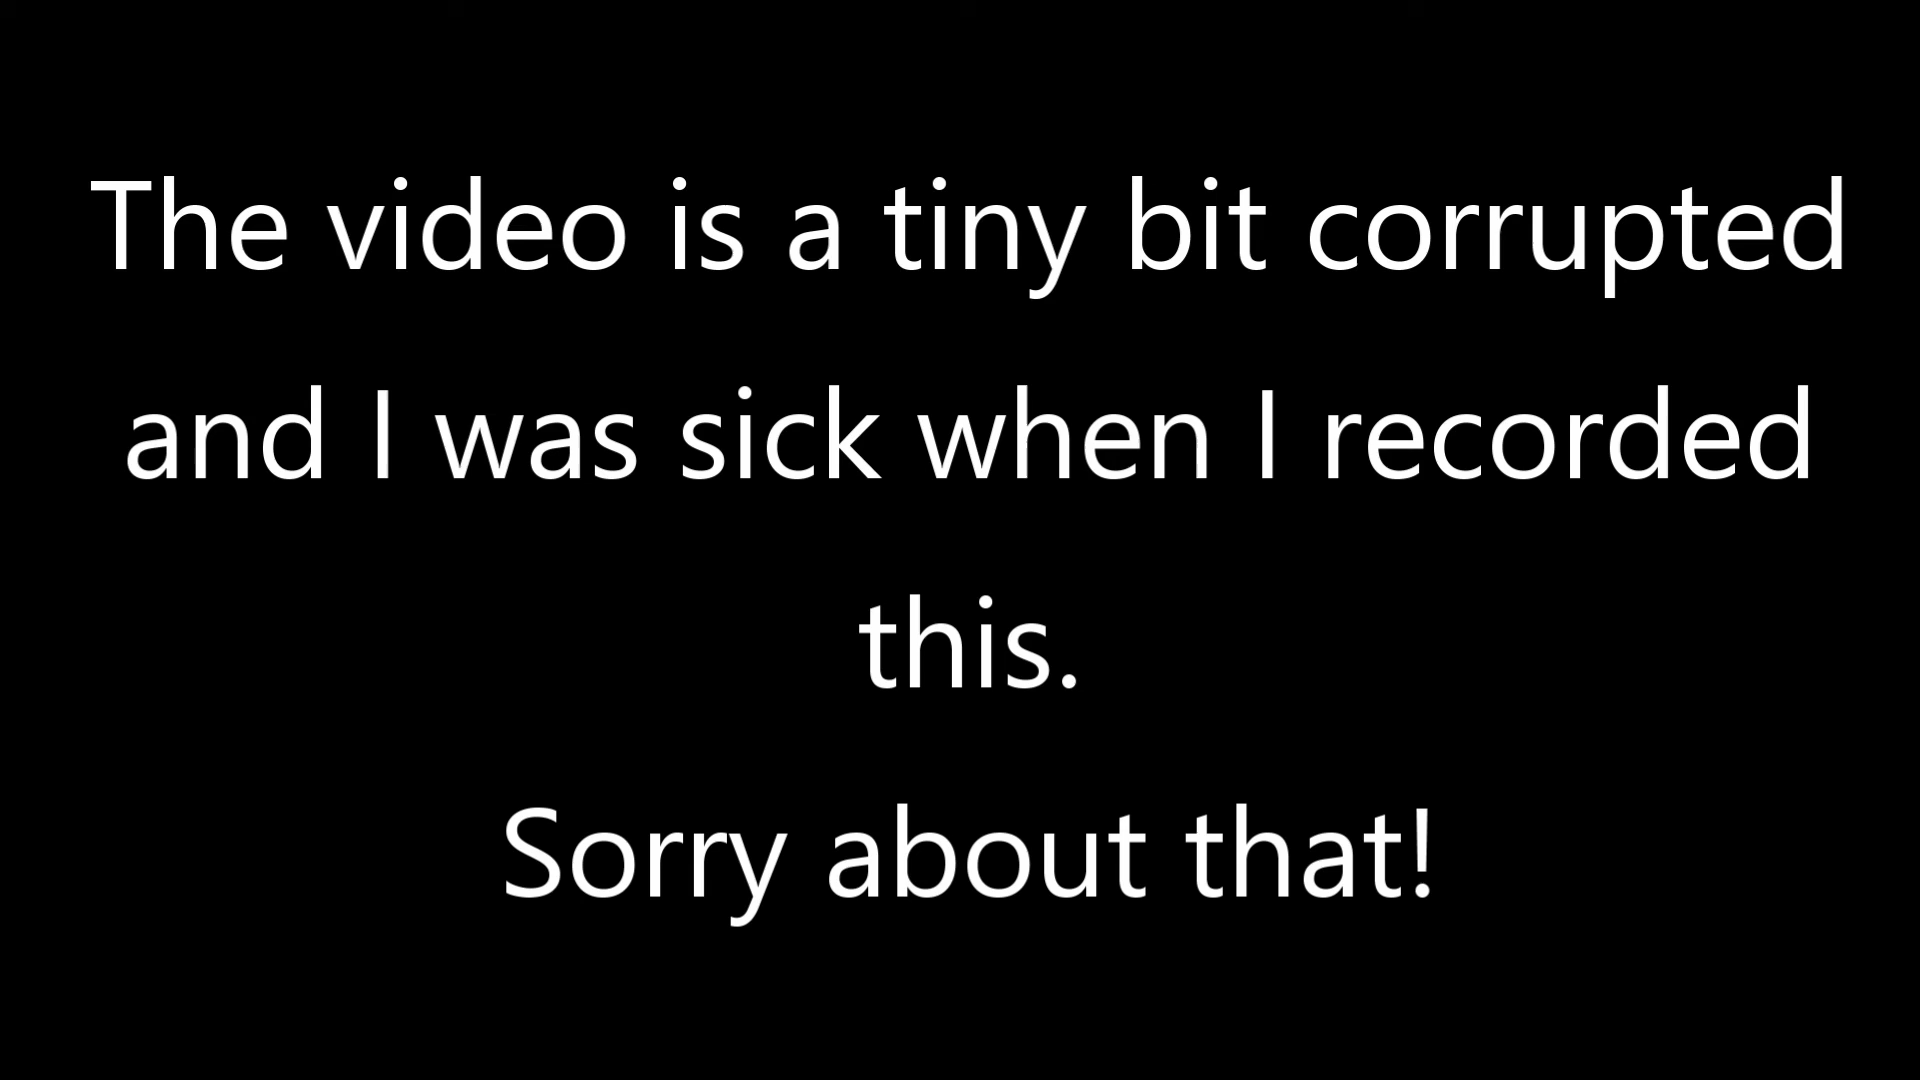 The video is a tiny bit corrupted
and I was sick when I recorded
this.
Sorry about that!